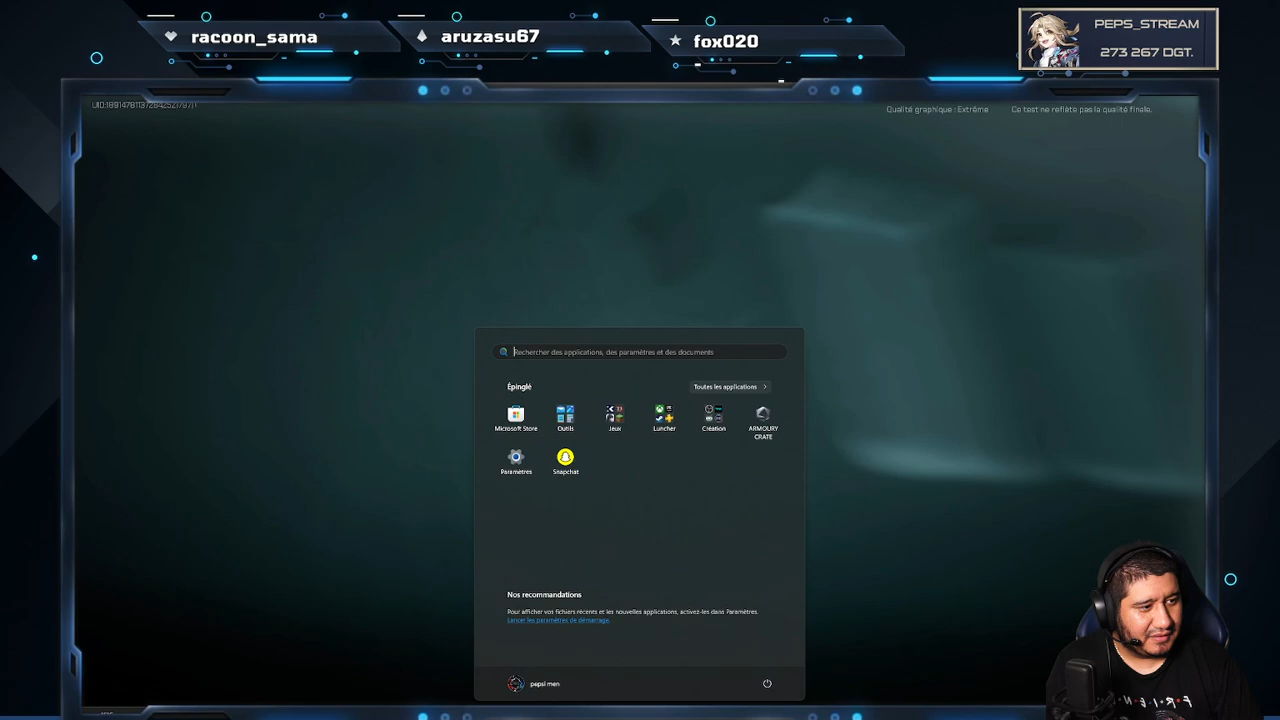 racoon_sama
aruzasu67
fox020
PEPS_STREAM
273 267 DGT.
Qualité graphique : Extrême
Ce test ne reflète pas la qualité finale.
Rechercher des applications, des paramètres et des documents
Épinglé
Toutes les applications
Microsoft Store
Outils
Jeux
Luncher
Création
ARMOURY CRATE
Paramètres
Snapchat
Nos recommandations
Pour afficher vos fichiers récents et les nouvelles applications, activez-les dans Paramètres.
Lancer les paramètres de démarrage.
pepsi men